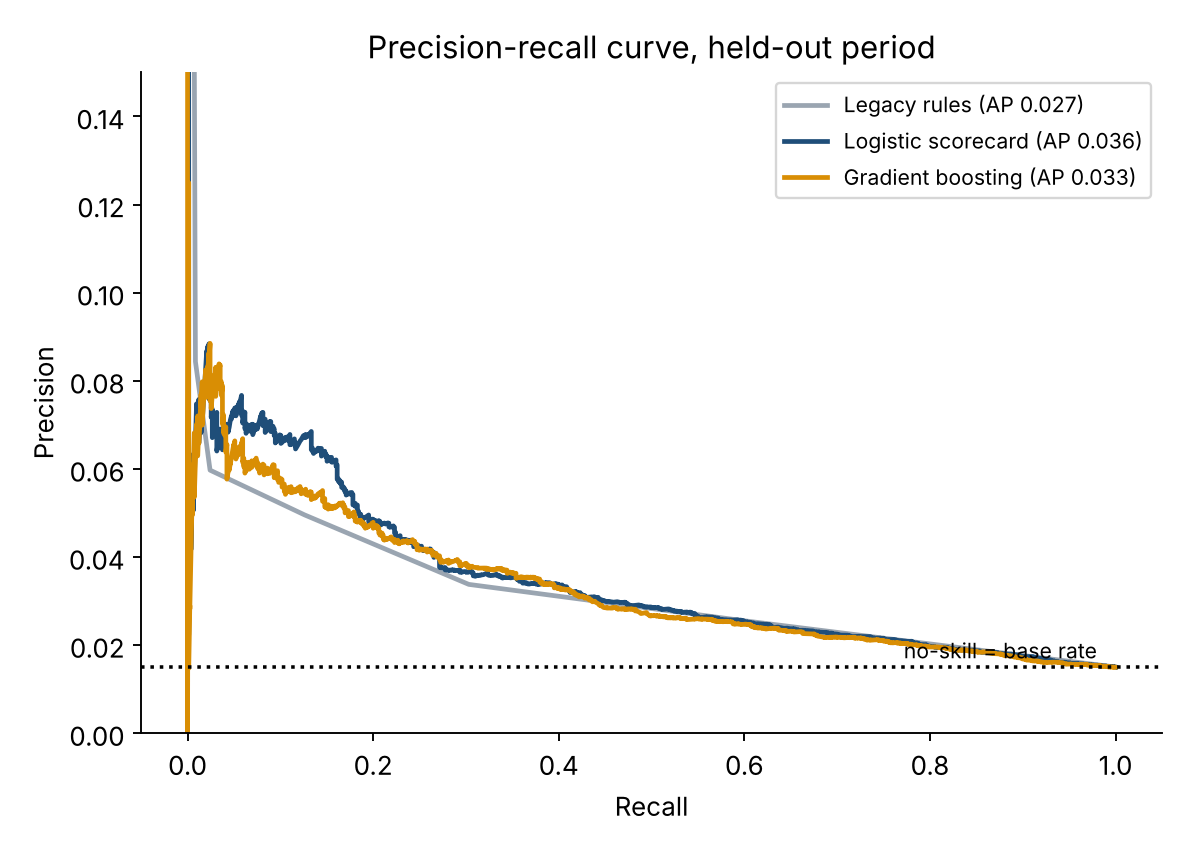 Precision-recall curve, held-out period
Legacy rules (AP 0.027)
Logistic scorecard (AP 0.036)
Gradient boosting (AP 0.033)
Precision
0.14
0.12
0.10
0.08
0.06
0.04
0.02
0.00
no-skill = base rate
0.0 0.2 0.4 0.6 0.8 1.0
Recall